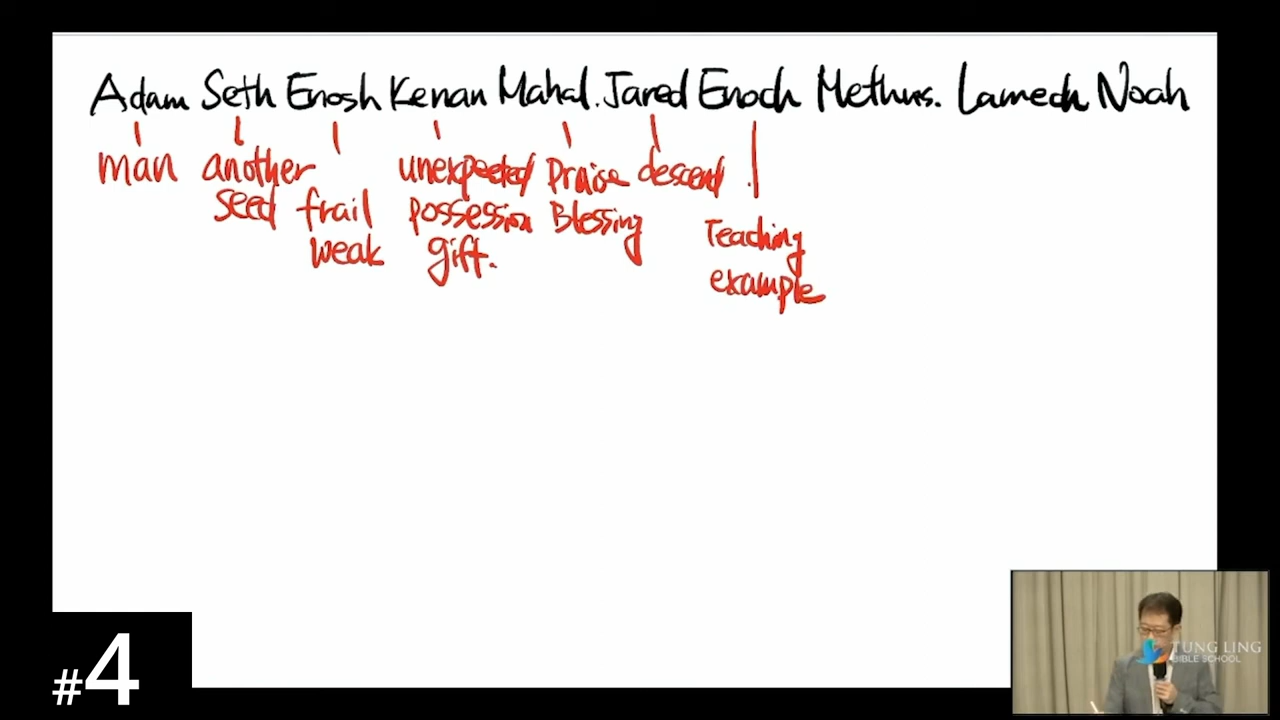 Adam Seth Enosh Kenan Mahal. Jared Enoch Methus. Lamech Noah
man another unexpected Praise descend
seed frail possession Blessing Teaching
weak gift. example
#4
TUNG LING
BIBLE SCHOOL